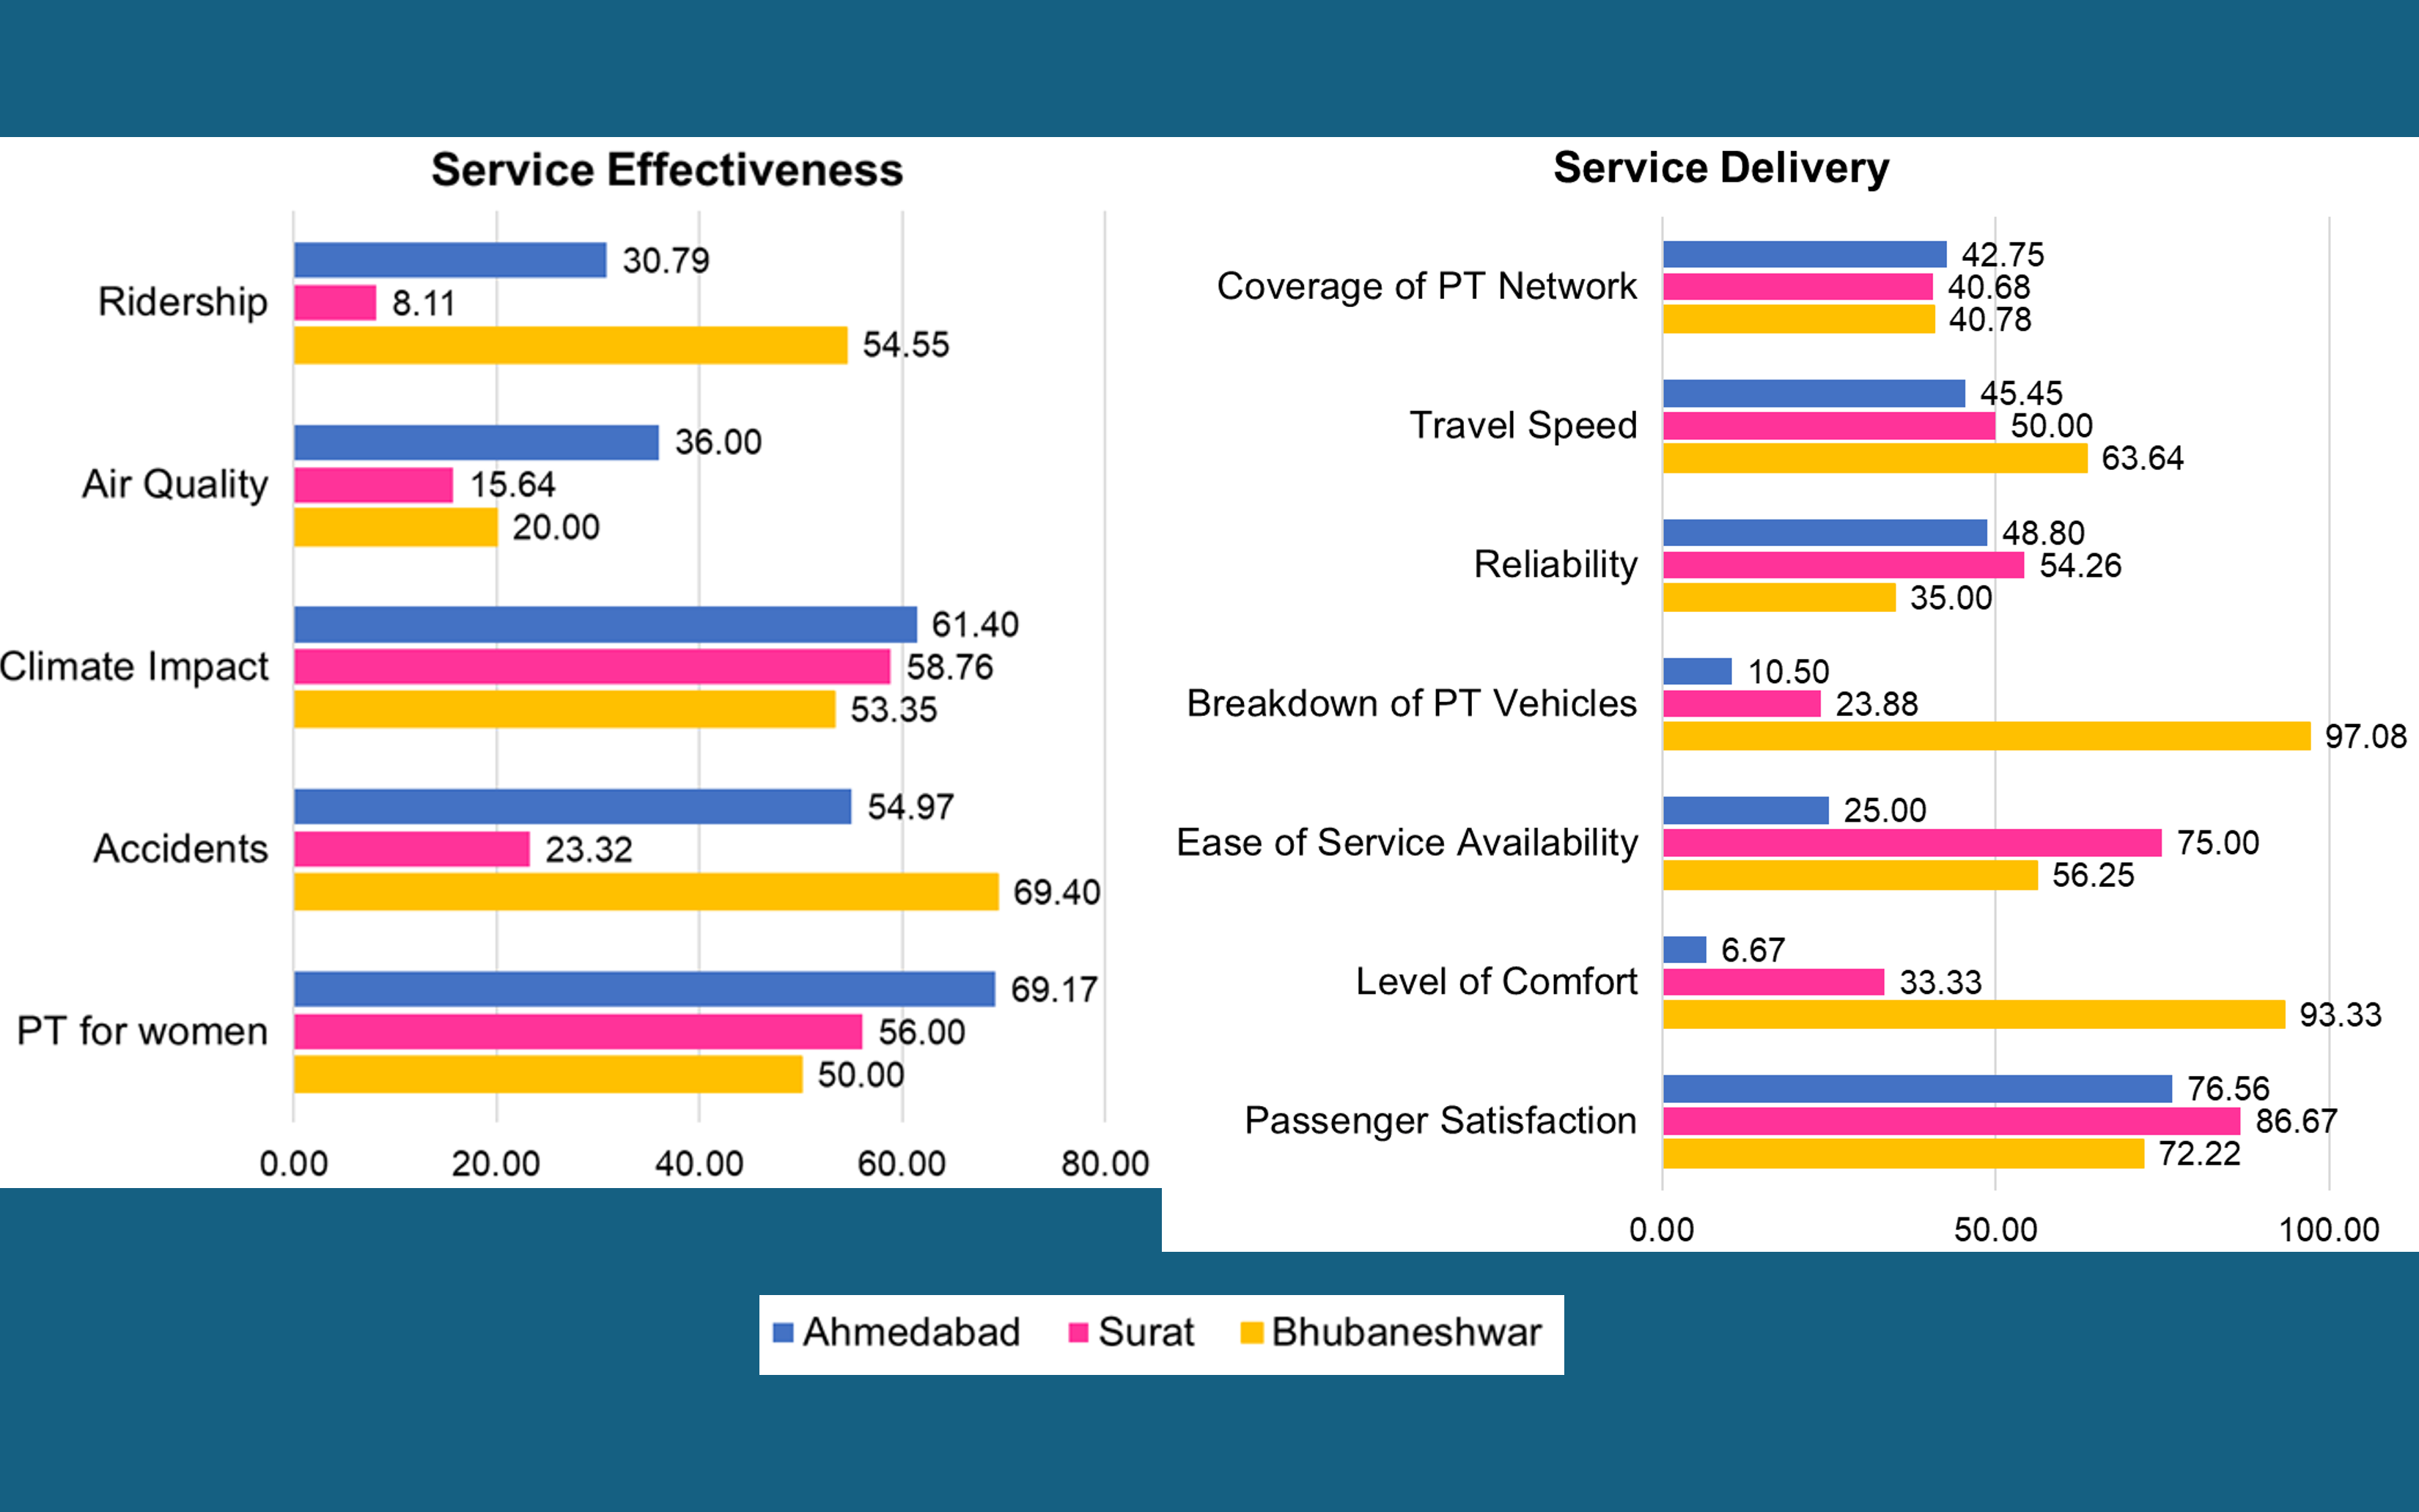 Service Effectiveness
Ridership
30.79
8.11
54.55
Air Quality
36.00
15.64
20.00
Climate Impact
61.40
58.76
53.35
Accidents
54.97
23.32
69.40
PT for women
69.17
56.00
50.00
0.00 20.00 40.00 60.00 80.00
Service Delivery
Coverage of PT Network
42.75
40.68
40.78
Travel Speed
45.45
50.00
63.64
Reliability
48.80
54.26
35.00
Breakdown of PT Vehicles
10.50
23.88
97.08
Ease of Service Availability
25.00
75.00
56.25
Level of Comfort
6.67
33.33
93.33
Passenger Satisfaction
76.56
86.67
72.22
0.00 50.00 100.00
Ahmedabad Surat Bhubaneshwar